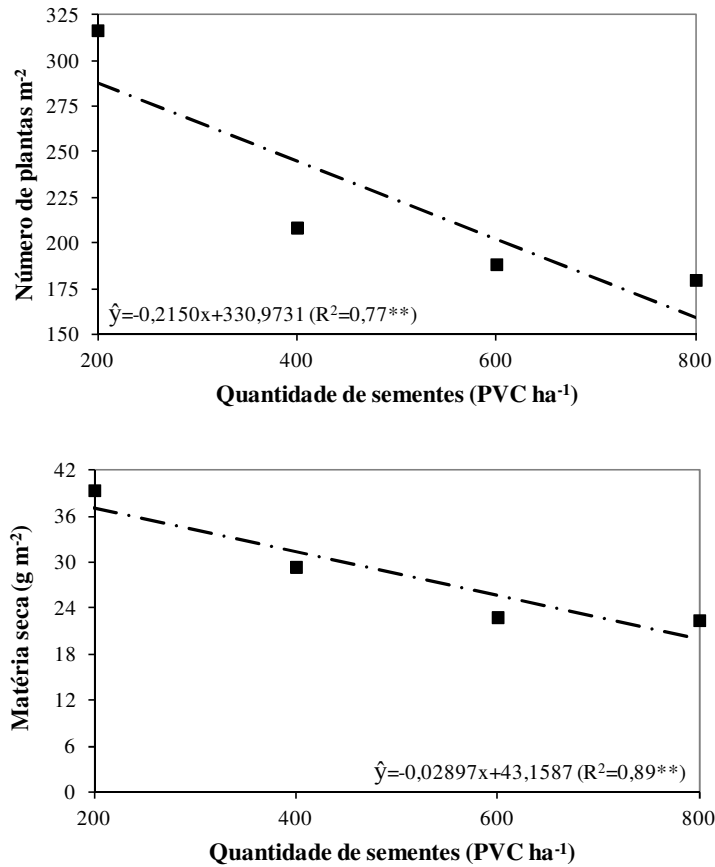 325
300
275
250
225
200
175
150
Número de plantas m-2
ŷ=-0,2150x+330,9731 (R2=0,77**)
200 400 600 800
Quantidade de sementes (PVC ha-1)
42
36
30
24
18
12
6
0
Matéria seca (g m-2)
ŷ=-0,02897x+43,1587 (R2=0,89**)
200 400 600 800
Quantidade de sementes (PVC ha-1)